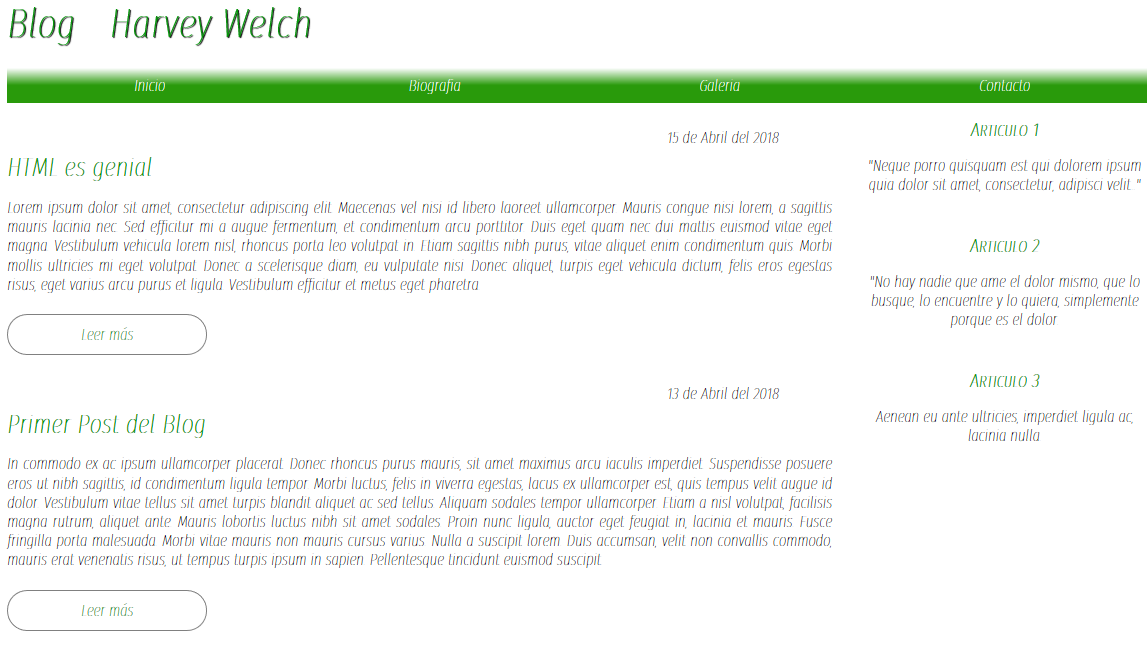 Blog Harvey Welch
Inicio Biografia Galeria Contacto
15 de Abril del 2018
HTML es genial
Lorem ipsum dolor sit amet, consectetur adipiscing elit. Maecenas vel nisi id libero laoreet ullamcorper. Mauris congue nisi lorem, a sagittis
mauris lacinia nec. Sed efficitur mi a augue fermentum, et condimentum arcu porttitor. Duis eget quam nec dui mattis euismod vitae eget
magna. Vestibulum vehicula lorem nisl, rhoncus porta leo volutpat in. Etiam sagittis nibh purus, vitae aliquet enim condimentum quis. Morbi
mollis ultricies mi eget volutpat. Donec a scelerisque diam, eu vulputate nisi. Donec aliquet, turpis eget vehicula dictum, felis eros egestas
risus, eget varius arcu purus et ligula. Vestibulum efficitur et metus eget pharetra.
Leer más
13 de Abril del 2018
Primer Post del Blog
In commodo ex ac ipsum ullamcorper placerat. Donec rhoncus purus mauris, sit amet maximus arcu iaculis imperdiet. Suspendisse posuere
eros ut nibh sagittis, id condimentum ligula tempor. Morbi luctus, felis in viverra egestas, lacus ex ullamcorper est, quis tempus velit augue id
dolor. Vestibulum vitae tellus sit amet turpis blandit aliquet ac sed tellus. Aliquam sodales tempor ullamcorper. Etiam a nisl volutpat, facilisis
magna rutrum, aliquet ante. Mauris lobortis luctus nibh sit amet sodales. Proin nunc ligula, auctor eget feugiat in, lacinia et mauris. Fusce
fringilla porta malesuada. Morbi vitae mauris non mauris cursus varius. Nulla a suscipit lorem. Duis accumsan, velit non convallis commodo,
mauris erat venenatis risus, ut tempus turpis ipsum in sapien. Pellentesque tincidunt euismod suscipit.
Leer más
Articulo 1
"Neque porro quisquam est qui dolorem ipsum
quia dolor sit amet, consectetur, adipisci velit. "
Articulo 2
"No hay nadie que ame el dolor mismo, que lo
busque, lo encuentre y lo quiera, simplemente
porque es el dolor.
Articulo 3
Aenean eu ante ultricies, imperdiet ligula ac,
lacinia nulla.